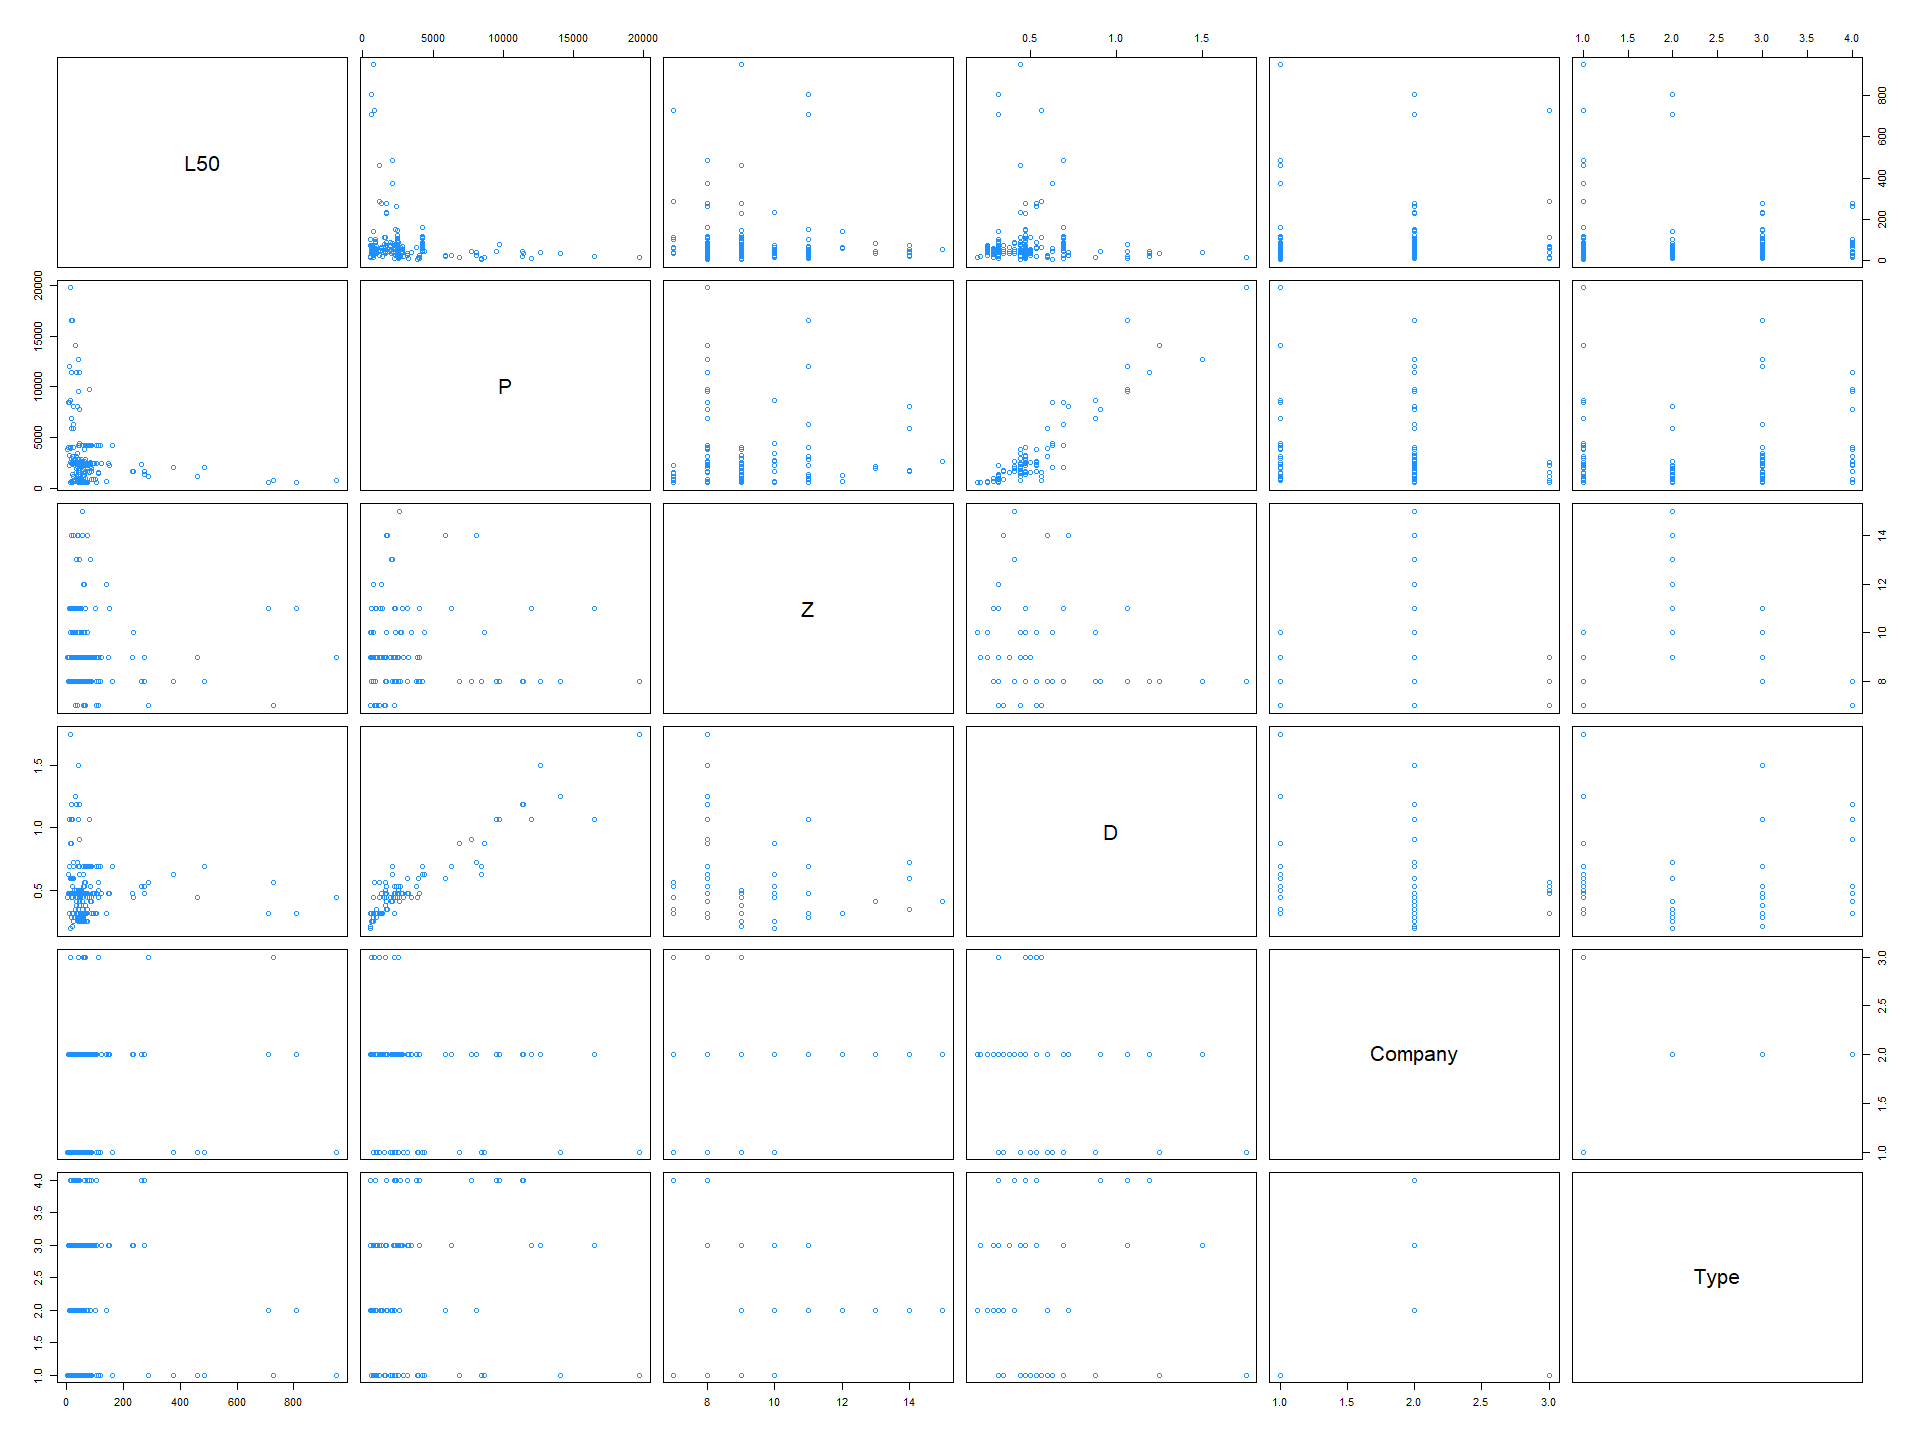 0 5000 10000 15000 20000 0.5 1.0 1.5 1.0 1.5 2.0 2.5 3.0 3.5 4.0
L50
0 200 400 600 800
0 5000 10000 15000 20000
P
Z
8 10 12 14
0.5 1.0 1.5
D
Company
1.0 1.5 2.0 2.5 3.0
1.0 1.5 2.0 2.5 3.0 3.5 4.0
Type
0 200 400 600 800 8 10 12 14 1.0 1.5 2.0 2.5 3.0